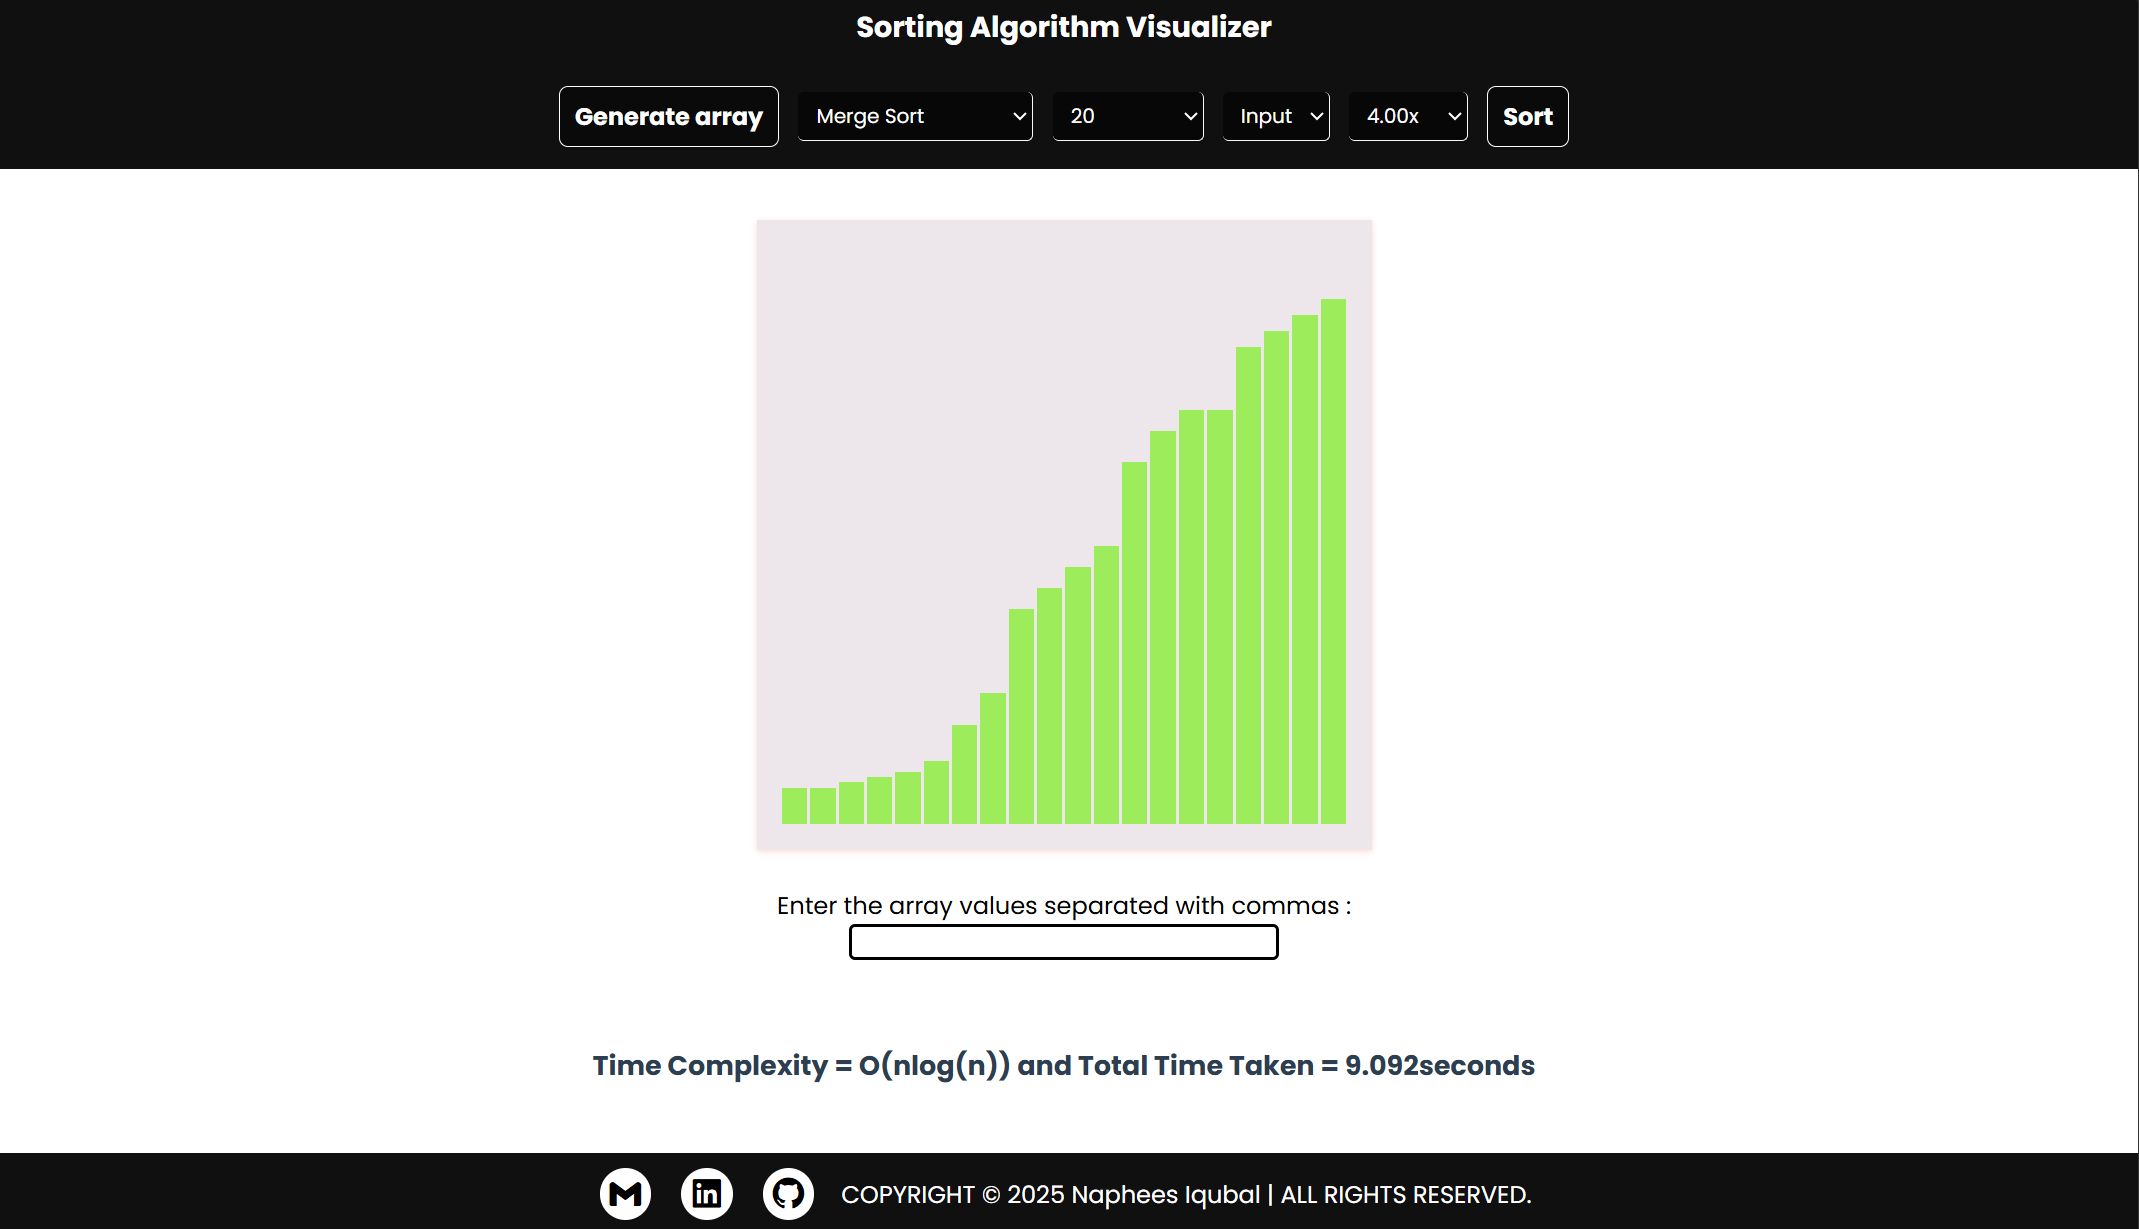 Sorting Algorithm Visualizer
Generate array Merge Sort 20 Input 4.00x Sort
Enter the array values separated with commas :
Time Complexity = O(nlog(n)) and Total Time Taken = 9.092seconds
COPYRIGHT © 2025 Naphees Iqubal | ALL RIGHTS RESERVED.